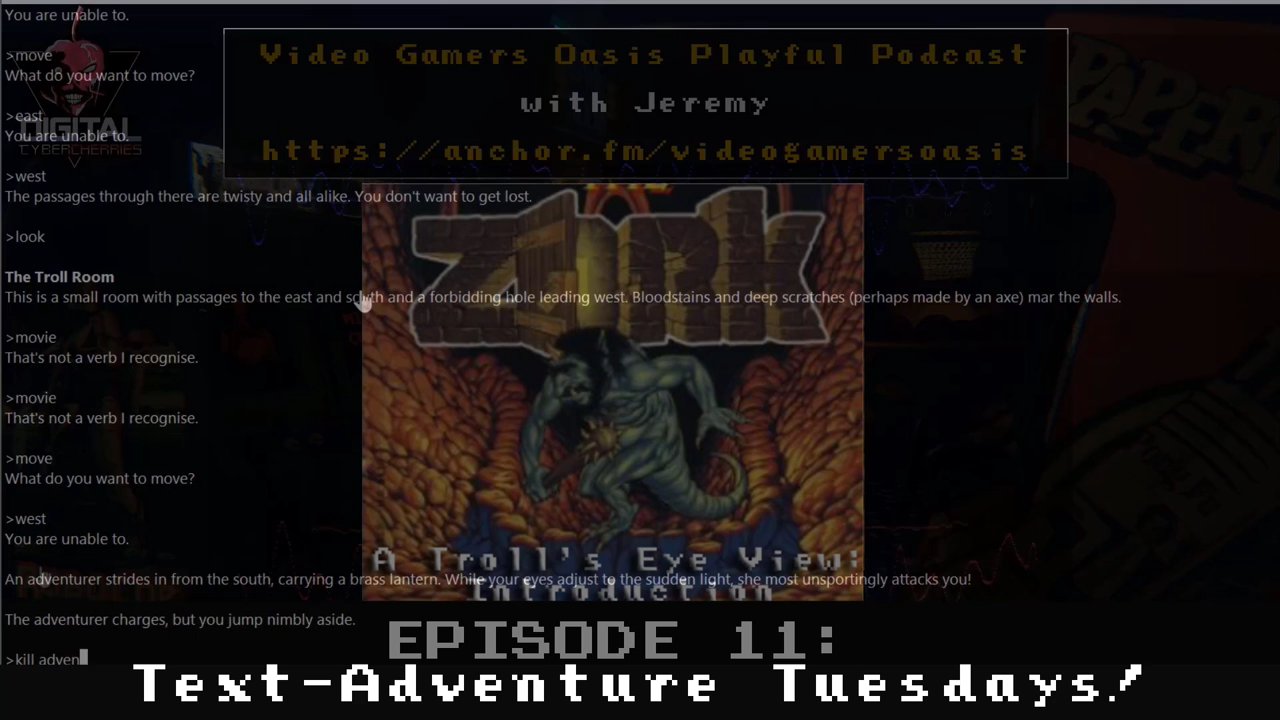 You are unable to.
Video Gamers Oasis Playful Podcast
with Jeremy
https://anchor.fm/videogamersoasis
>move
What do you want to move?
>east
You are unable to.
DIGITAL
CYBERCHERRIES
>west
The passages through there are twisty and all alike. You don't want to get lost.
>look
ZORK
The Troll Room
This is a small room with passages to the east and south and a forbidding hole leading west. Bloodstains and deep scratches (perhaps made by an axe) mar the walls.
>movie
That's not a verb I recognise.
>movie
That's not a verb I recognise.
>move
What do you want to move?
>west
You are unable to.
A Troll's Eye View:
Introduction
An adventurer strides in from the south, carrying a brass lantern. While your eyes adjust to the sudden light, she most unsportingly attacks you!
The adventurer charges, but you jump nimbly aside.
>kill adven
EPISODE 11:
Text-Adventure Tuesdays!